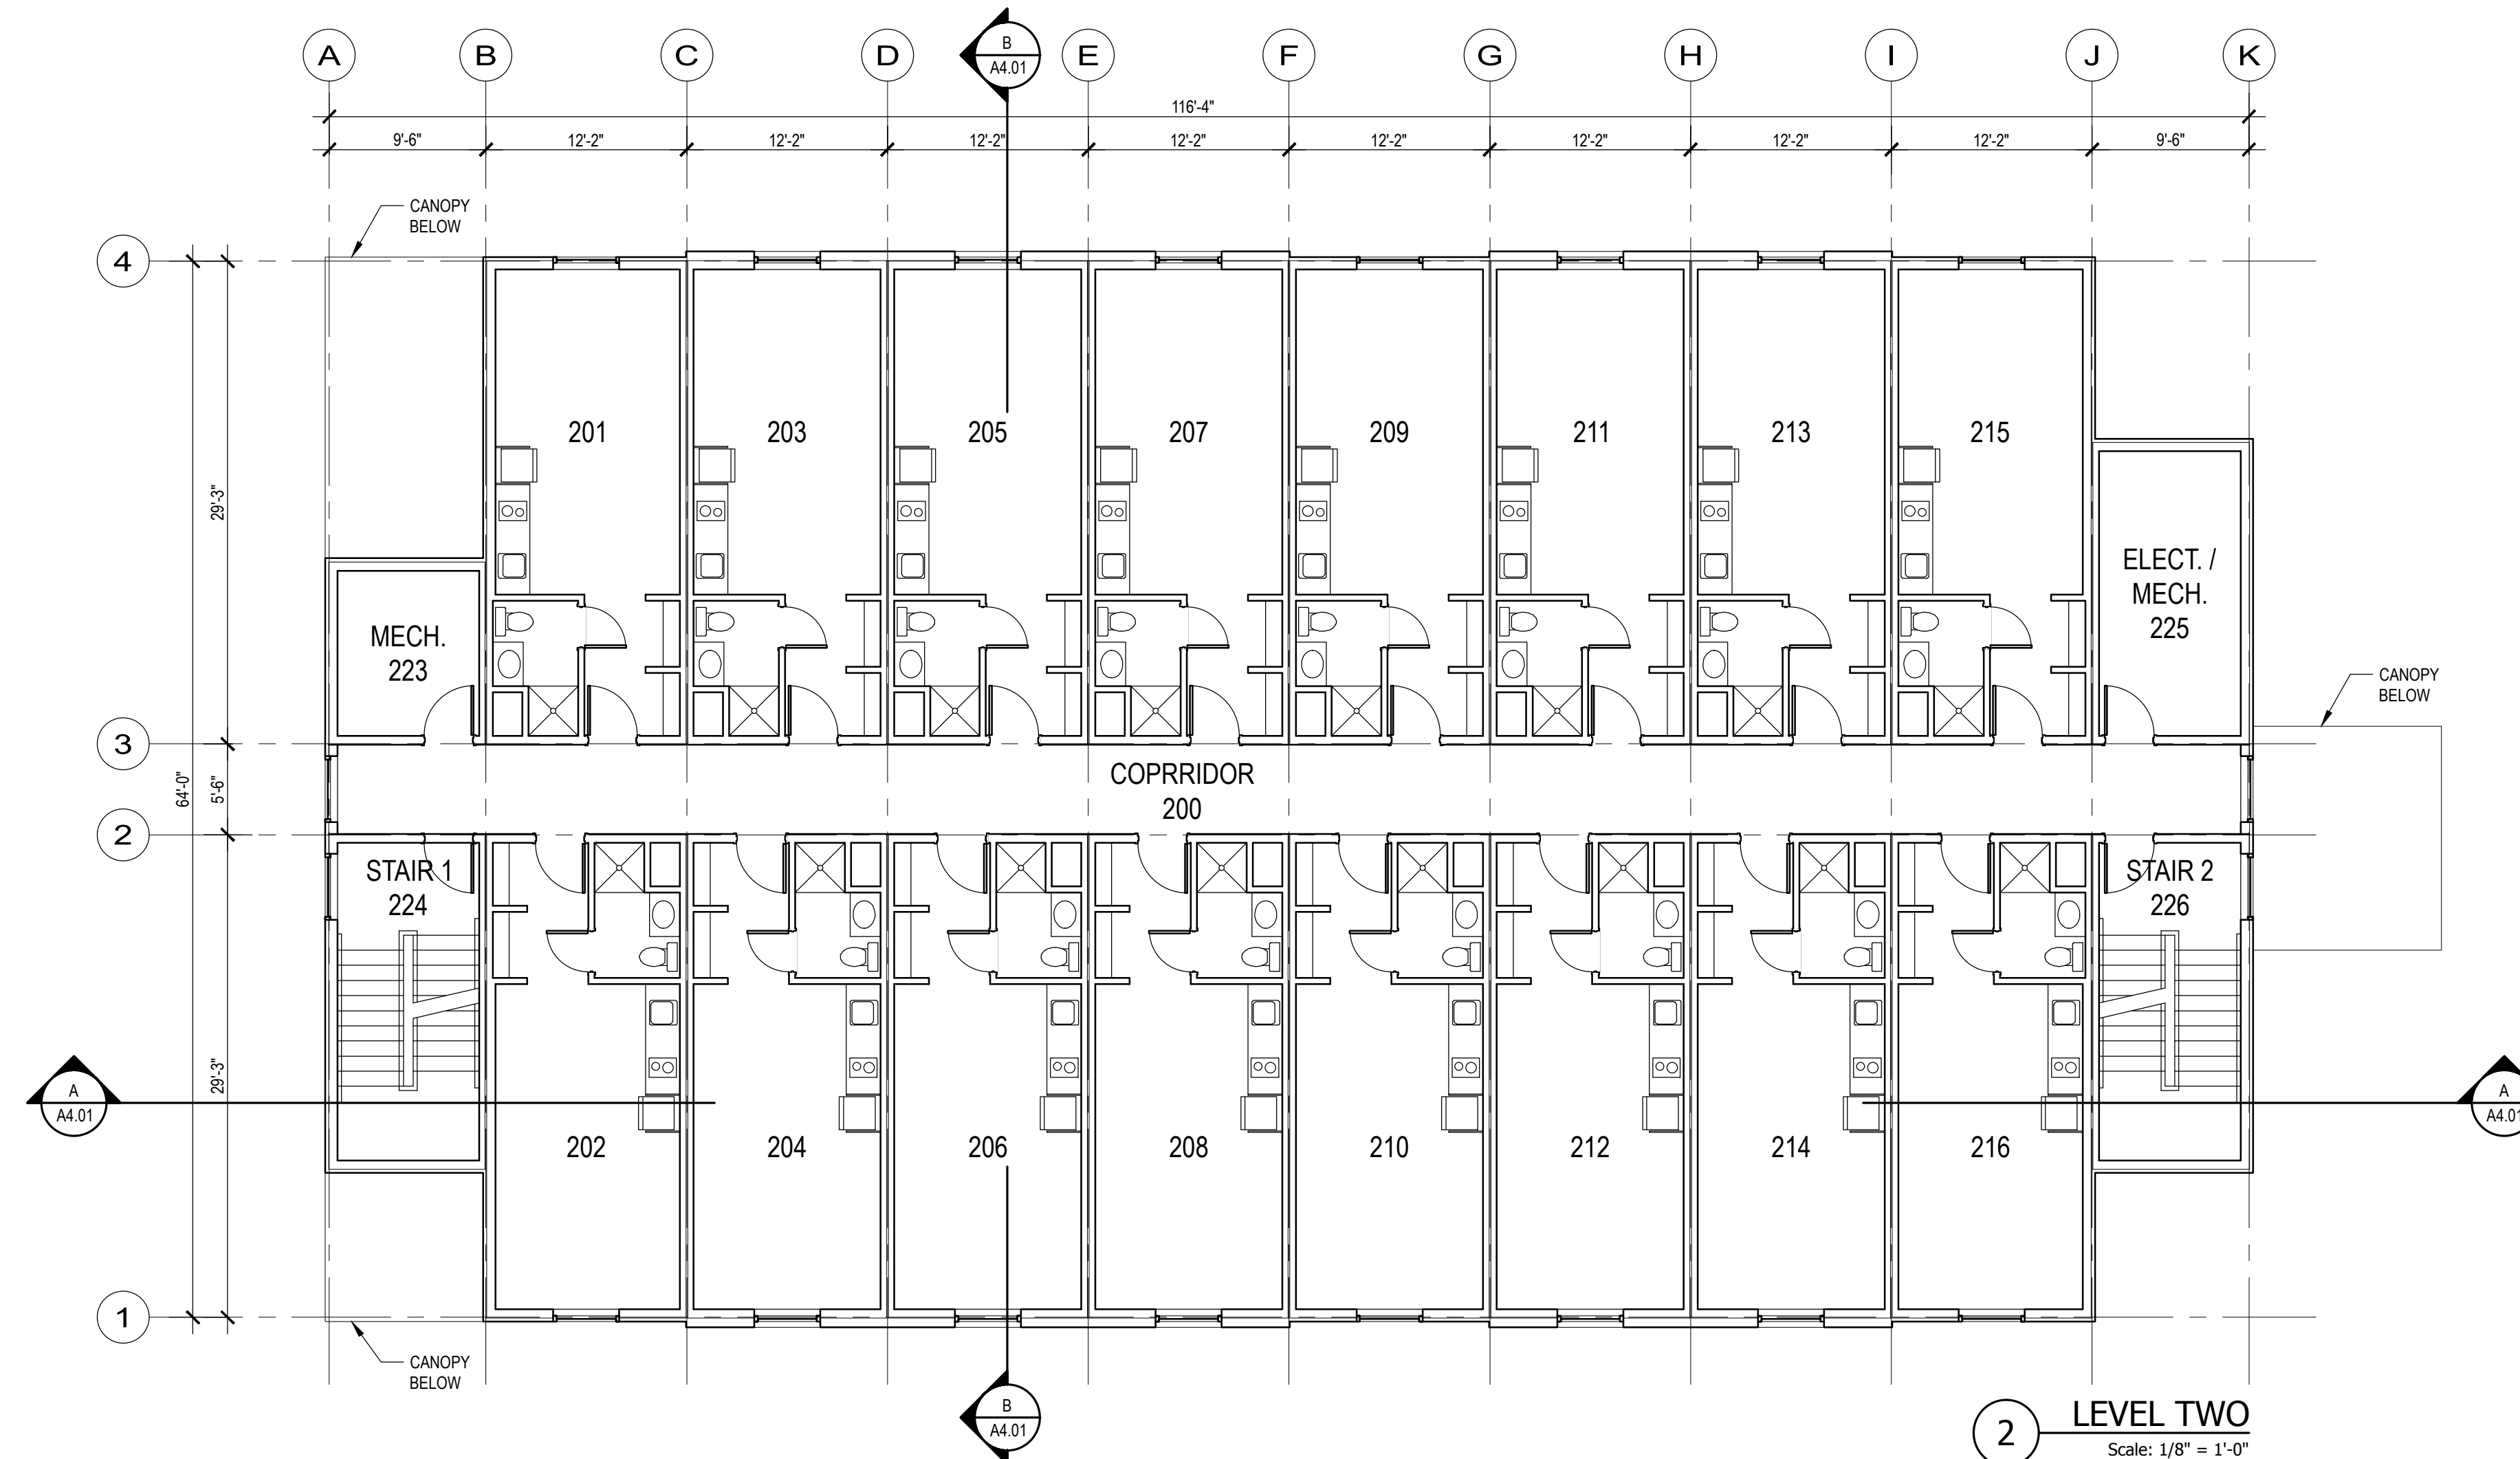 A B C D E F G H I J K
B
A4.01
116'-4"
9'-6" 12'-2" 12'-2" 12'-2" 12'-2" 12'-2" 12'-2" 12'-2" 12'-2" 9'-6"
CANOPY
BELOW
4
201 203 205 207 209 211 213 215
29'-3"
ELECT. /
MECH.
225
MECH.
223
CANOPY
BELOW
3
COPRRIDOR
200
64'-0"
5'-6"
2
STAIR 1
224
STAIR 2
226
29'-3"
A
A4.01
A
A4.01
202 204 206 208 210 212 214 216
1
CANOPY
BELOW
B
A4.01
2
LEVEL TWO
Scale: 1/8" = 1'-0"